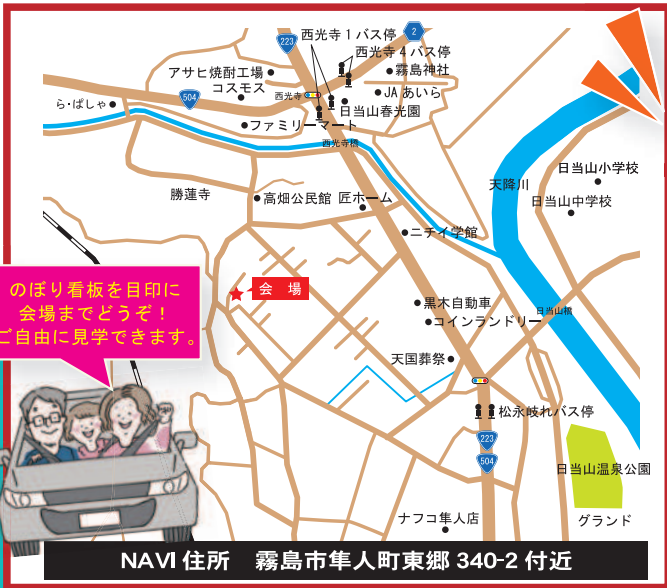 223
西光寺1バス停
2
西光寺4バス停
アサヒ焼酎工場
霧島神社
コスモス
504
西光寺
JAあいら
ら・ぱしゃ
日当山春光園
ファミリーマート
西光寺橋
日当山小学校
天降川
勝蓮寺
高畑公民館
匠ホーム
日当山中学校
ニチイ学館
のぼり看板を目印に
会場までどうぞ！
ご自由に見学できます。
会 場
黒木自動車
コインランドリー
日当山橋
天国葬祭
松永岐れバス停
223
504
日当山温泉公園
ナフコ隼人店
グランド
NAVI住所　霧島市隼人町東郷340-2付近